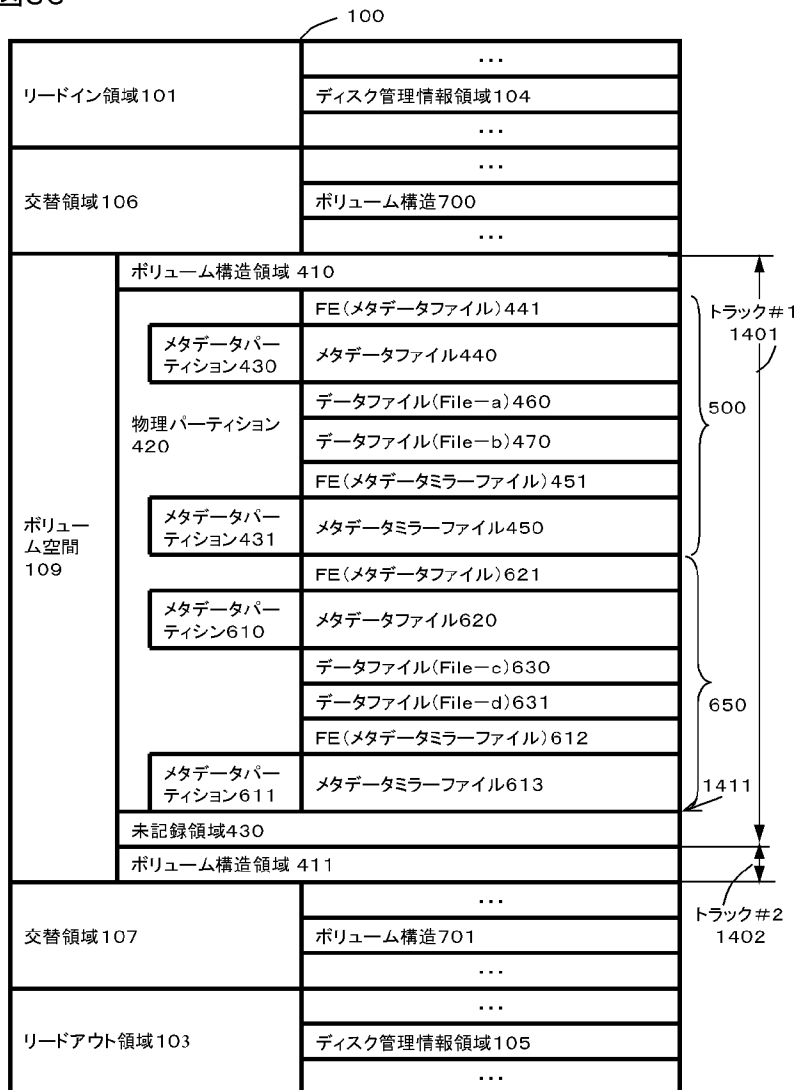 100
...
リードイン領域101
ディスク管理情報領域104
...
...
交替領域106
ボリューム構造700
...
ボリューム構造領域 410
FE(メタデータファイル)441
トラック#1
1401
メタデータパー
ティション430
メタデータファイル440
データファイル(File-a)460
500
物理パーティション
420
データファイル(File-b)470
FE(メタデータミラーファイル)451
ボリュー
ム空間
109
メタデータパー
ティション431
メタデータミラーファイル450
FE(メタデータファイル)621
メタデータパー
ティシン610
メタデータファイル620
データファイル(File-c)630
データファイル(File-d)631
650
FE(メタデータミラーファイル)612
メタデータパー
ティション611
メタデータミラーファイル613
1411
未記録領域430
ボリューム構造領域 411
トラック#2
1402
...
交替領域107
ボリューム構造701
...
...
リードアウト領域103
ディスク管理情報領域105
...